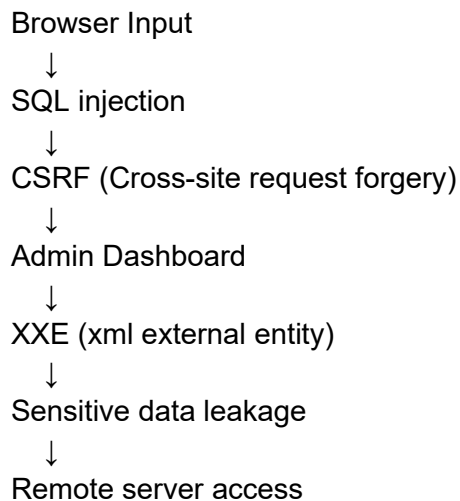 Browser Input
↓
SQL injection
↓
CSRF (Cross-site request forgery)
↓
Admin Dashboard
↓
XXE (xml external entity)
↓
Sensitive data leakage
↓
Remote server access